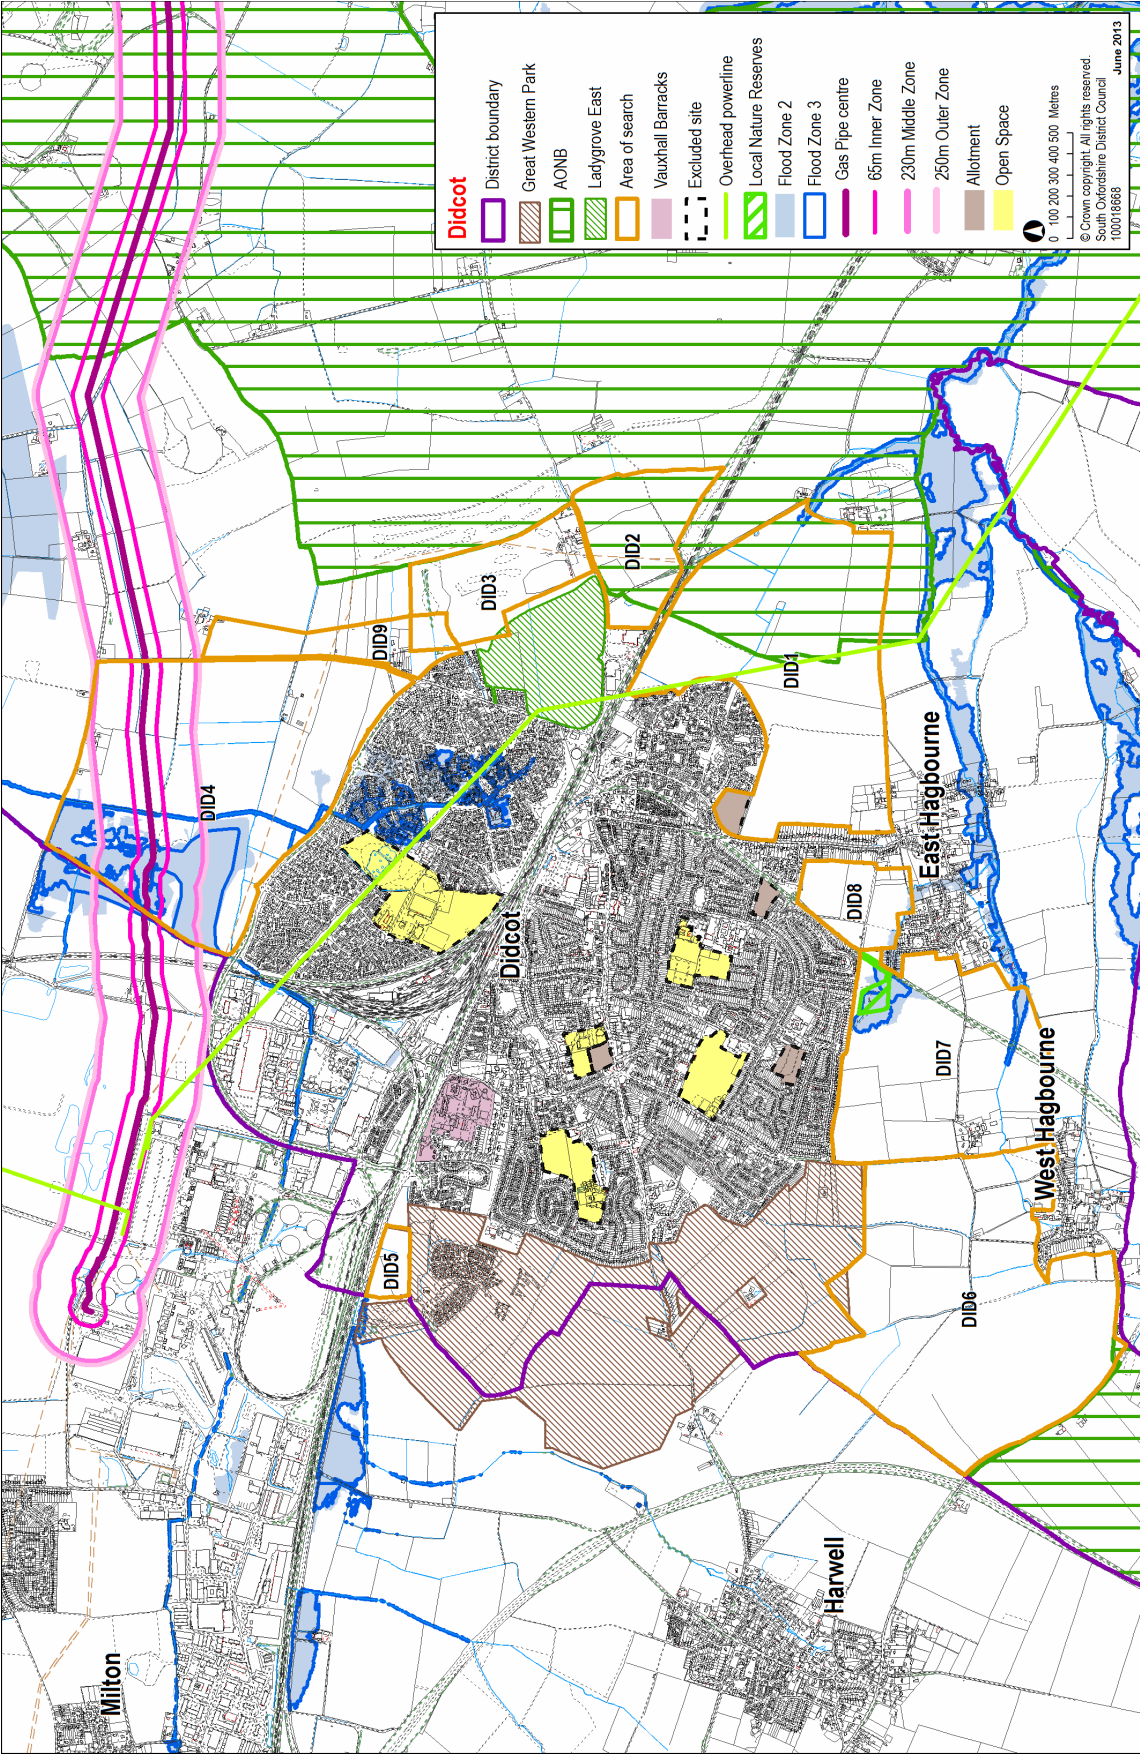 Didcot
District boundary
Great Western Park
AONB
Ladygrove East
Area of search
Vauxhall Barracks
Excluded site
Overhead powerline
Local Nature Reserves
Flood Zone 2
Flood Zone 3
Gas Pipe centre
65m Inner Zone
230m Middle Zone
250m Outer Zone
Allotment
Open Space
0 100 200 300 400 500 Metres
© Crown copyright. All rights reserved.
South Oxfordshire District Council
100018668
June 2013
Milton
Harwell
DID5
DID6
West Hagbourne
DID7
Didcot
DID8
East Hagbourne
DID4
DID9
DID1
DID3
DID2